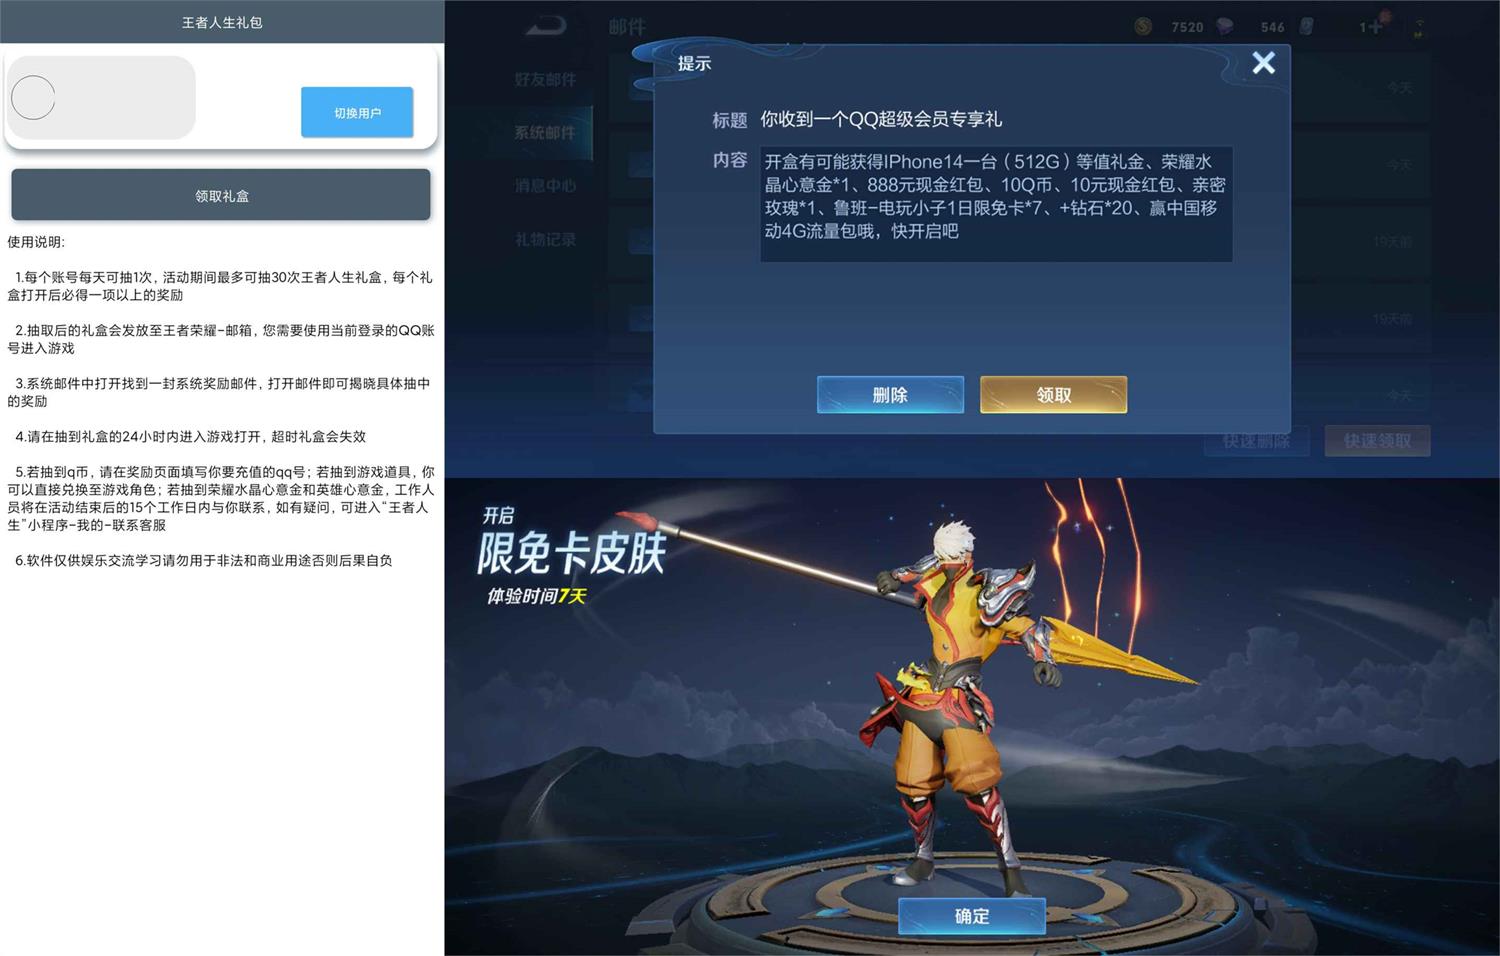 王者人生礼包
切换用户
领取礼盒
使用说明:
1.每个账号每天可抽1次, 活动期间最多可抽30次王者人生礼盒, 每个礼
盒打开后必得一项以上的奖励
2.抽取后的礼盒会发放至王者荣耀-邮箱, 您需要使用当前登录的QQ账
号进入游戏
3.系统邮件中打开找到一封系统奖励邮件, 打开邮件即可揭晓具体抽中
的奖励
4.请在抽到礼盒的24小时内进入游戏打开, 超时礼盒会失效
5.若抽到q币, 请在奖励页面填写你要充值的qq号; 若抽到游戏道具, 你
可以直接兑换至游戏角色; 若抽到荣耀水晶心意金和英雄心意金, 工作人
员将在活动结束后的15个工作日内与你联系, 如有疑问, 可进入“王者人
生”小程序-我的-联系客服
6.软件仅供娱乐交流学习请勿用于非法和商业用途否则后果自负
邮件
7520
546
1+
好友邮件
系统邮件
消息中心
礼物记录
今天
今天
19天前
19天前
今天
提示
标题 你收到一个QQ超级会员专享礼
内容 开盒有可能获得IPhone14一台（512G）等值礼金、荣耀水
晶心意金*1、888元现金红包、10Q币、10元现金红包、亲密
玫瑰*1、鲁班-电玩小子1日限免卡*7、+钻石*20、赢中国移
动4G流量包哦，快开启吧
删除
领取
快速删除
快速领取
开启
限免卡皮肤
体验时间7天
确定